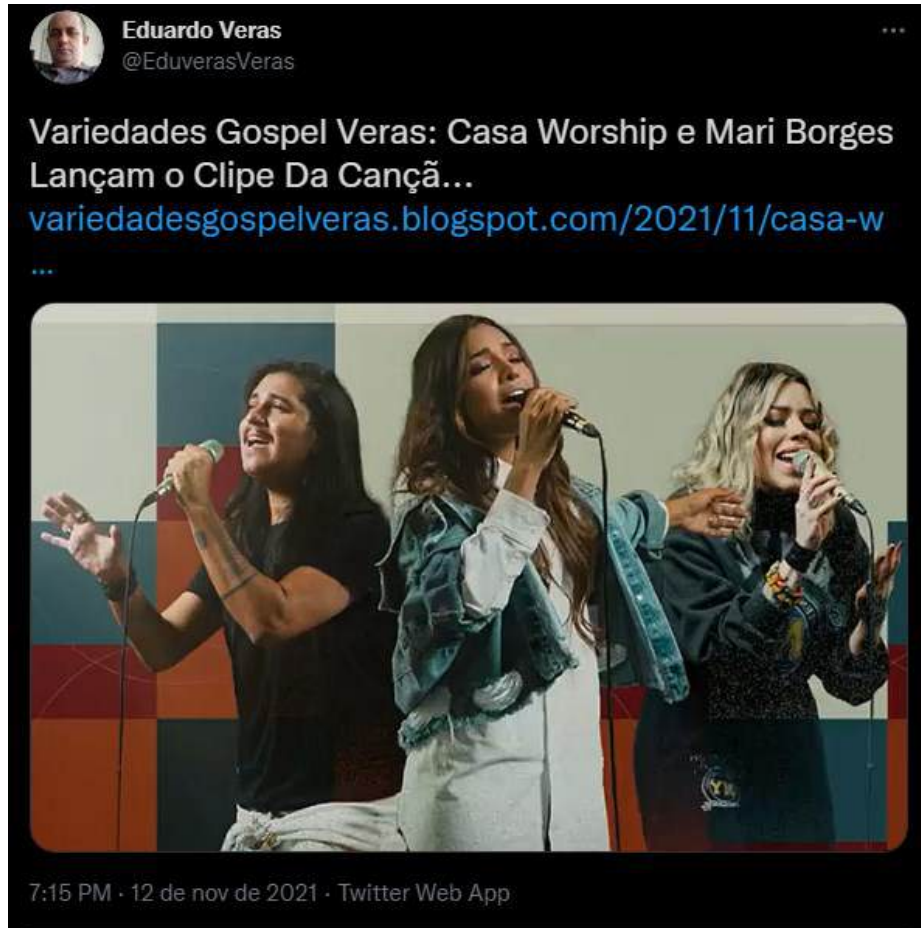 Eduardo Veras
@EduverasVeras
Variedades Gospel Veras: Casa Worship e Mari Borges
Lançam o Clipe Da Cançã...
variedadesgospelveras.blogspot.com/2021/11/casa-w
...
7:15 PM · 12 de nov de 2021 · Twitter Web App